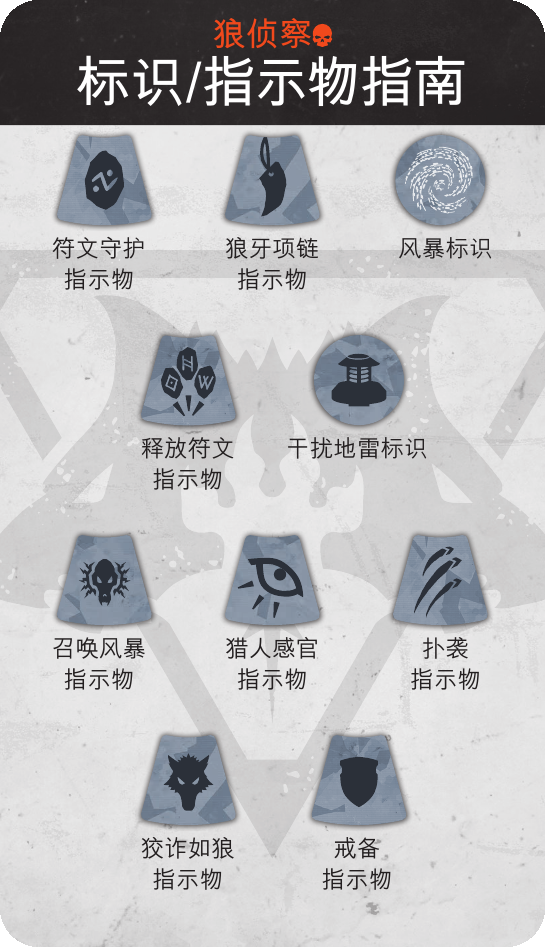 狼侦察
标识/指示物指南
符文守护
指示物
狼牙项链
指示物
风暴标识
释放符文
指示物
干扰地雷标识
召唤风暴
指示物
猎人感官
指示物
扑袭
指示物
狡诈如狼
指示物
戒备
指示物